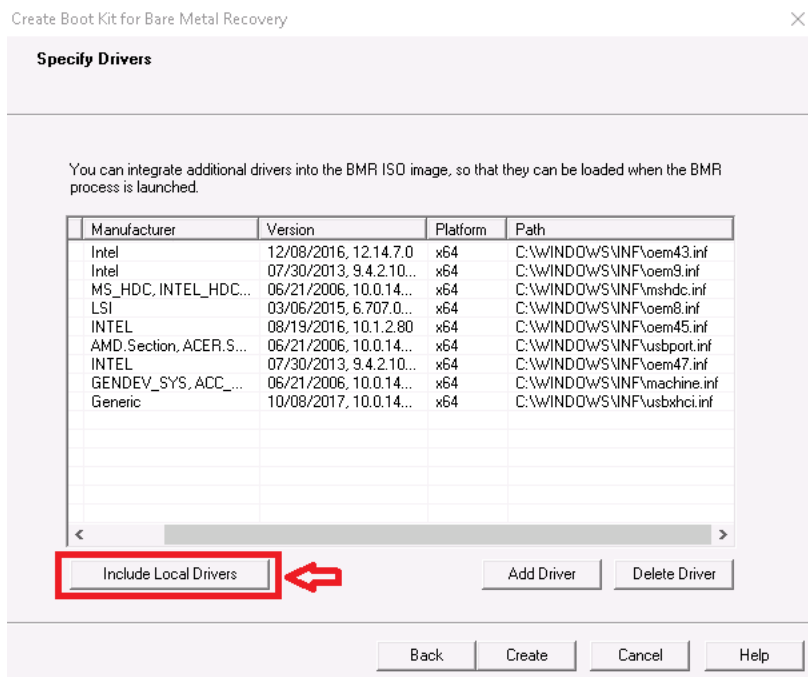 Create Boot Kit for Bare Metal Recovery
Specify Drivers
You can integrate additional drivers into the BMR ISO image, so that they can be loaded when the BMR
process is launched.
Manufacturer Version Platform Path
Intel 12/08/2016, 12.14.7.0 x64 C:\WINDOWS\INF\oem43.inf
Intel 07/30/2013, 9.4.2.10... x64 C:\WINDOWS\INF\oem9.inf
MS_HDC, INTEL_HDC... 06/21/2006, 10.0.14... x64 C:\WINDOWS\INF\mshdc.inf
LSI 03/06/2015, 6.707.0... x64 C:\WINDOWS\INF\oem8.inf
INTEL 08/19/2016, 10.1.2.80 x64 C:\WINDOWS\INF\oem45.inf
AMD.Section, ACER.S... 06/21/2006, 10.0.14... x64 C:\WINDOWS\INF\usbport.inf
INTEL 07/30/2013, 9.4.2.10... x64 C:\WINDOWS\INF\oem47.inf
GENDEV_SYS, ACC_... 06/21/2006, 10.0.14... x64 C:\WINDOWS\INF\machine.inf
Generic 10/08/2017, 10.0.14... x64 C:\WINDOWS\INF\usbxhci.inf
Include Local Drivers Add Driver Delete Driver
Back Create Cancel Help